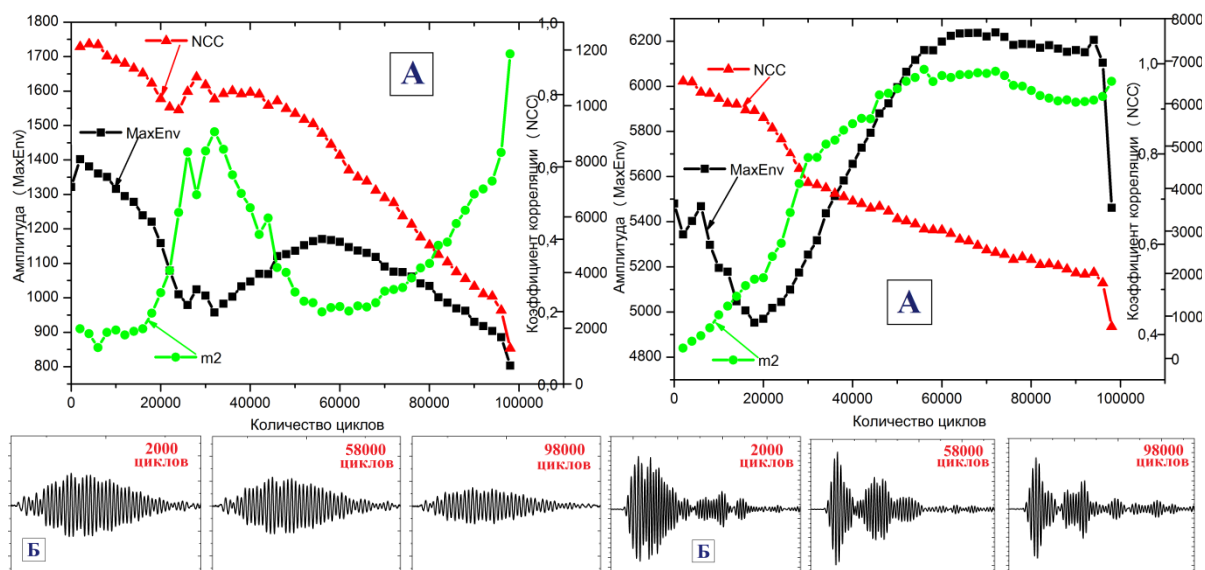 1800
1700
1600
1500
1400
1300
1200
1100
1000
900
800
Амплитуда ( MaxEnv)
NCC
MaxEnv
m2
А
1,0
0,8
0,6
0,4
0,2
0,0
Коэффициент корреляции ( NCC)
1200
1000
8000
6000
4000
2000
0
0
20000
40000
60000
80000
100000
Количество циклов
6200
6000
5800
5600
5400
5200
5000
4800
Амплитуда (MaxEnv)
NCC
MaxEnv
m2
А
1,0
0,8
0,6
0,4
Коэффициент корреляции (NCC)
8000
7000
6000
5000
4000
3000
2000
1000
0
0
20000
40000
60000
80000
100000
Количество циклов
2000
циклов
Б
58000
циклов
98000
циклов
2000
циклов
Б
58000
циклов
98000
циклов